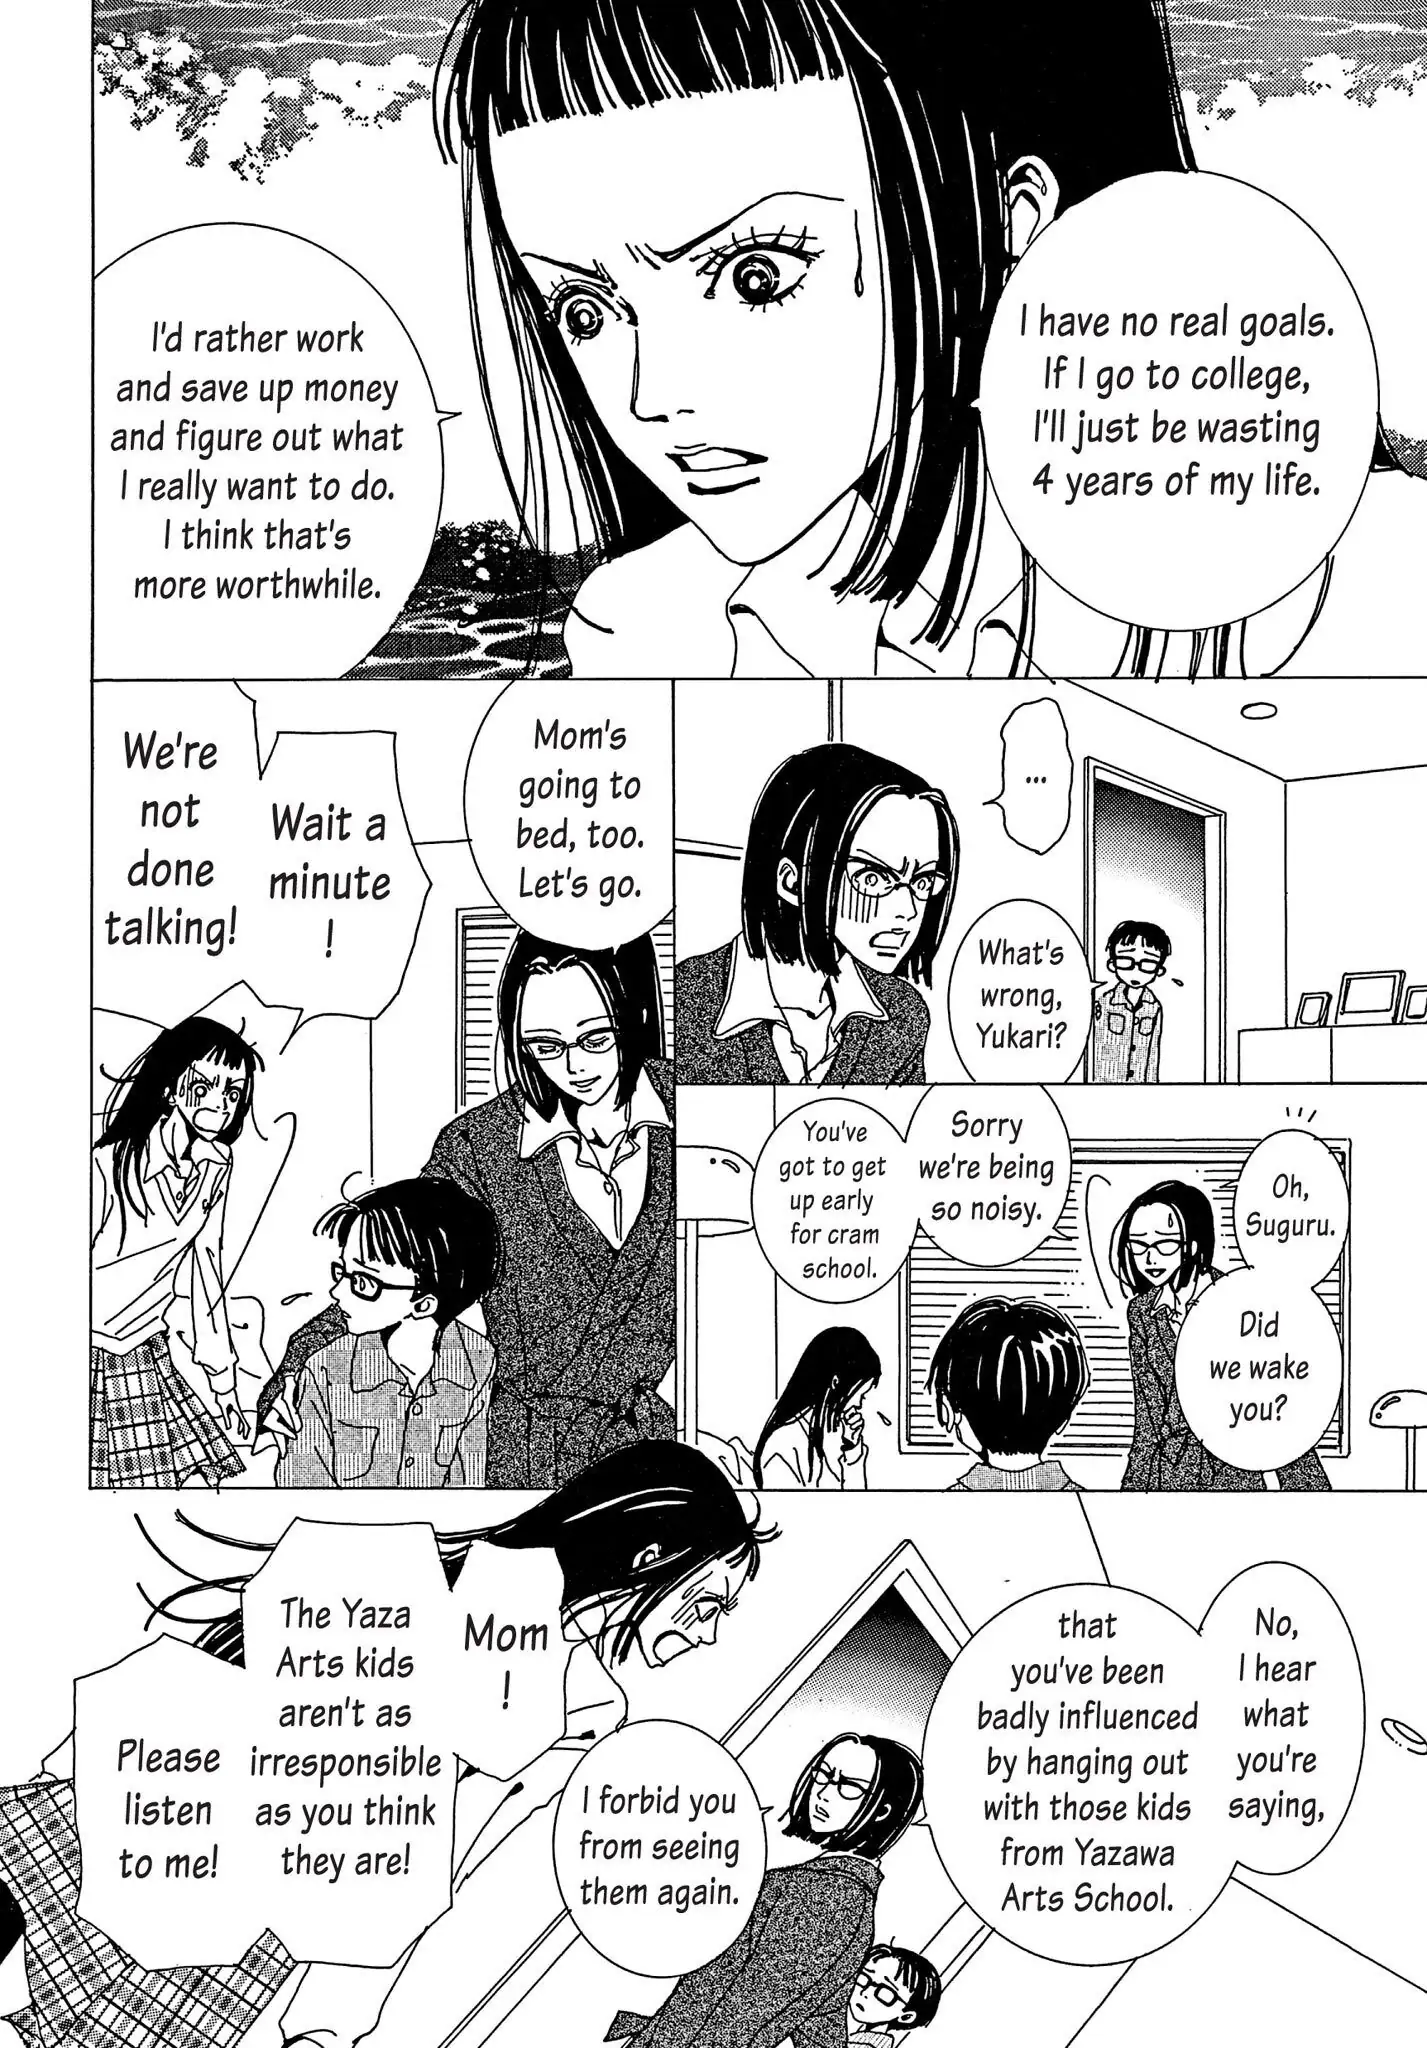 I have no real goals.
If I go to college,
I'll just be wasting
4 years of my life.
I'd rather work
and save up money
and figure out what
I really want to do.
I think that's
more worthwhile.
...
What's
wrong,
Yukari?
Oh,
Suguru.
Did
we wake
you?
Sorry
we're being
so noisy.
You've
got to get
up early
for cram
school.
Mom's
going to
bed, too.
Let's go.
Wait a
minute
!
We're
not
done
talking!
No,
I hear
what
you're
saying,
that
you've been
badly influenced
by hanging out
with those kids
from Yazawa
Arts School.
I forbid you
from seeing
them again.
Mom
!
The Yaza
Arts kids
aren't as
irresponsible
as you think
they are!
Please
listen
to me!